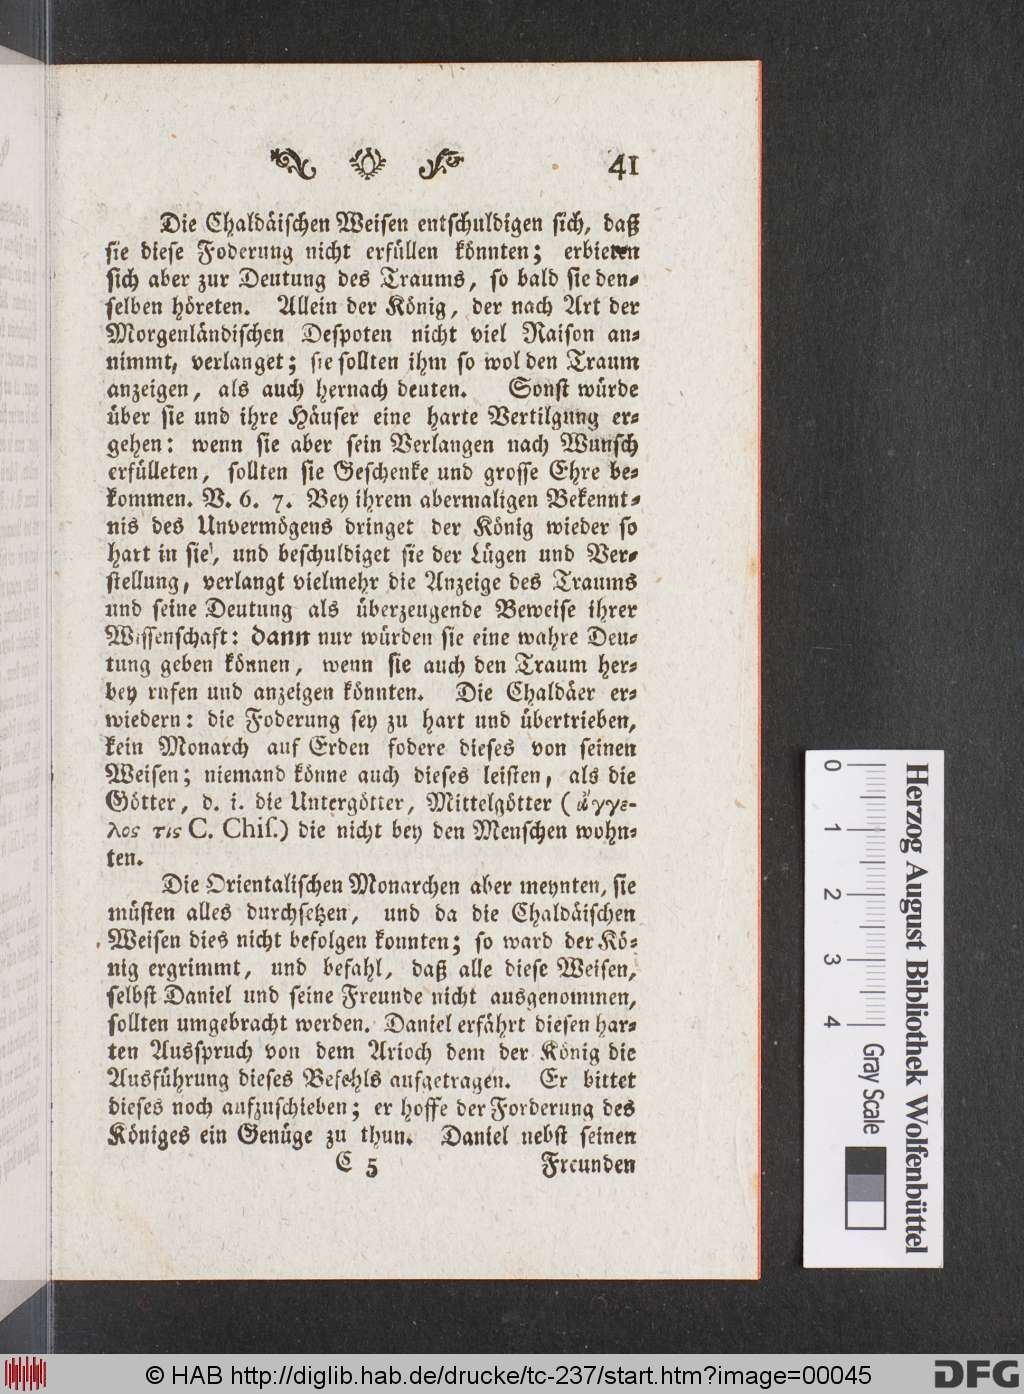 41
Die Chaldäischen Weisen entschuldigen sich, daß
sie diese Foderung nicht erfüllen könnten; erbieten
sich aber zur Deutung des Traums, so bald sie den-
selben höreten. Allein der König, der nach Art der
Morgenländischen Despoten nicht viel Raison an-
nimmt, verlanget; sie sollten ihm so wol den Traum
anzeigen, als auch hernach deuten. Sonst würde
über sie und ihre Häuser eine harte Vertilgung er-
gehen: wenn sie aber sein Verlangen nach Wunsch
erfülleten, sollten sie Geschenke und grosse Ehre be-
kommen. V. 6. 7. Bey ihrem abermaligen Bekennt-
nis des Unvermögens dringet der König wieder so
hart in sie, und beschuldiget sie der Lügen und Ver-
stellung, verlangt vielmehr die Anzeige des Traums
und seine Deutung als überzeugende Beweise ihrer
Wissenschaft: dann nur würden sie eine wahre Deu-
tung geben können, wenn sie auch den Traum her-
bey rufen und anzeigen könnten. Die Chaldäer er-
wiedern: die Foderung sey zu hart und übertrieben,
kein Monarch auf Erden fodere dieses von seinen
Weisen; niemand könne auch dieses leisten, als die
Götter, d. i. die Untergötter, Mittelgötter (ἄγγε-
λος τις C. Chis.) die nicht bey den Menschen wohn-
ten.
Die Orientalischen Monarchen aber meynten, sie
müsten alles durchsetzen, und da die Chaldäischen
Weisen dies nicht befolgen konnten; so ward der Kö-
nig ergrimmt, und befahl, daß alle diese Weisen,
selbst Daniel und seine Freunde nicht ausgenommen,
sollten umgebracht werden. Daniel erfährt diesen har-
ten Ausspruch von dem Arioch dem der König die
Ausführung dieses Befehls aufgetragen. Er bittet
dieses noch aufzuschieben; er hoffe der Forderung des
Königes ein Genüge zu thun. Daniel nebst seinen
C 5 Freunden
0 1 2 3 4
Herzog August Bibliothek Wolfenbüttel
Gray Scale
© HAB http://diglib.hab.de/drucke/tc-237/start.htm?image=00045
DFG